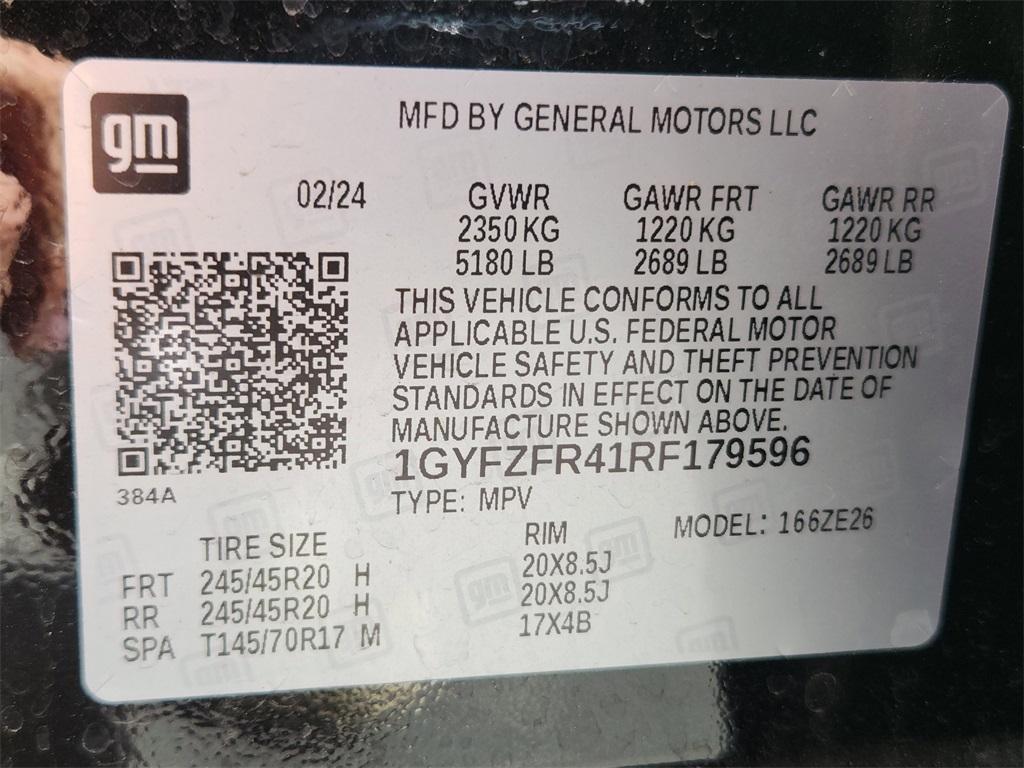 gm
MFD BY GENERAL MOTORS LLC
02/24 GVWR GAWR FRT GAWR RR
2350 KG 1220 KG 1220 KG
5180 LB 2689 LB 2689 LB
THIS VEHICLE CONFORMS TO ALL
APPLICABLE U.S. FEDERAL MOTOR
VEHICLE SAFETY AND THEFT PREVENTION
STANDARDS IN EFFECT ON THE DATE OF
MANUFACTURE SHOWN ABOVE.
1GYFZFR41RF179596
384A
TYPE: MPV
MODEL: 166ZE26
TIRE SIZE RIM
FRT 245/45R20 H 20X8.5J
RR 245/45R20 H 20X8.5J
SPA T145/70R17 M 17X4B